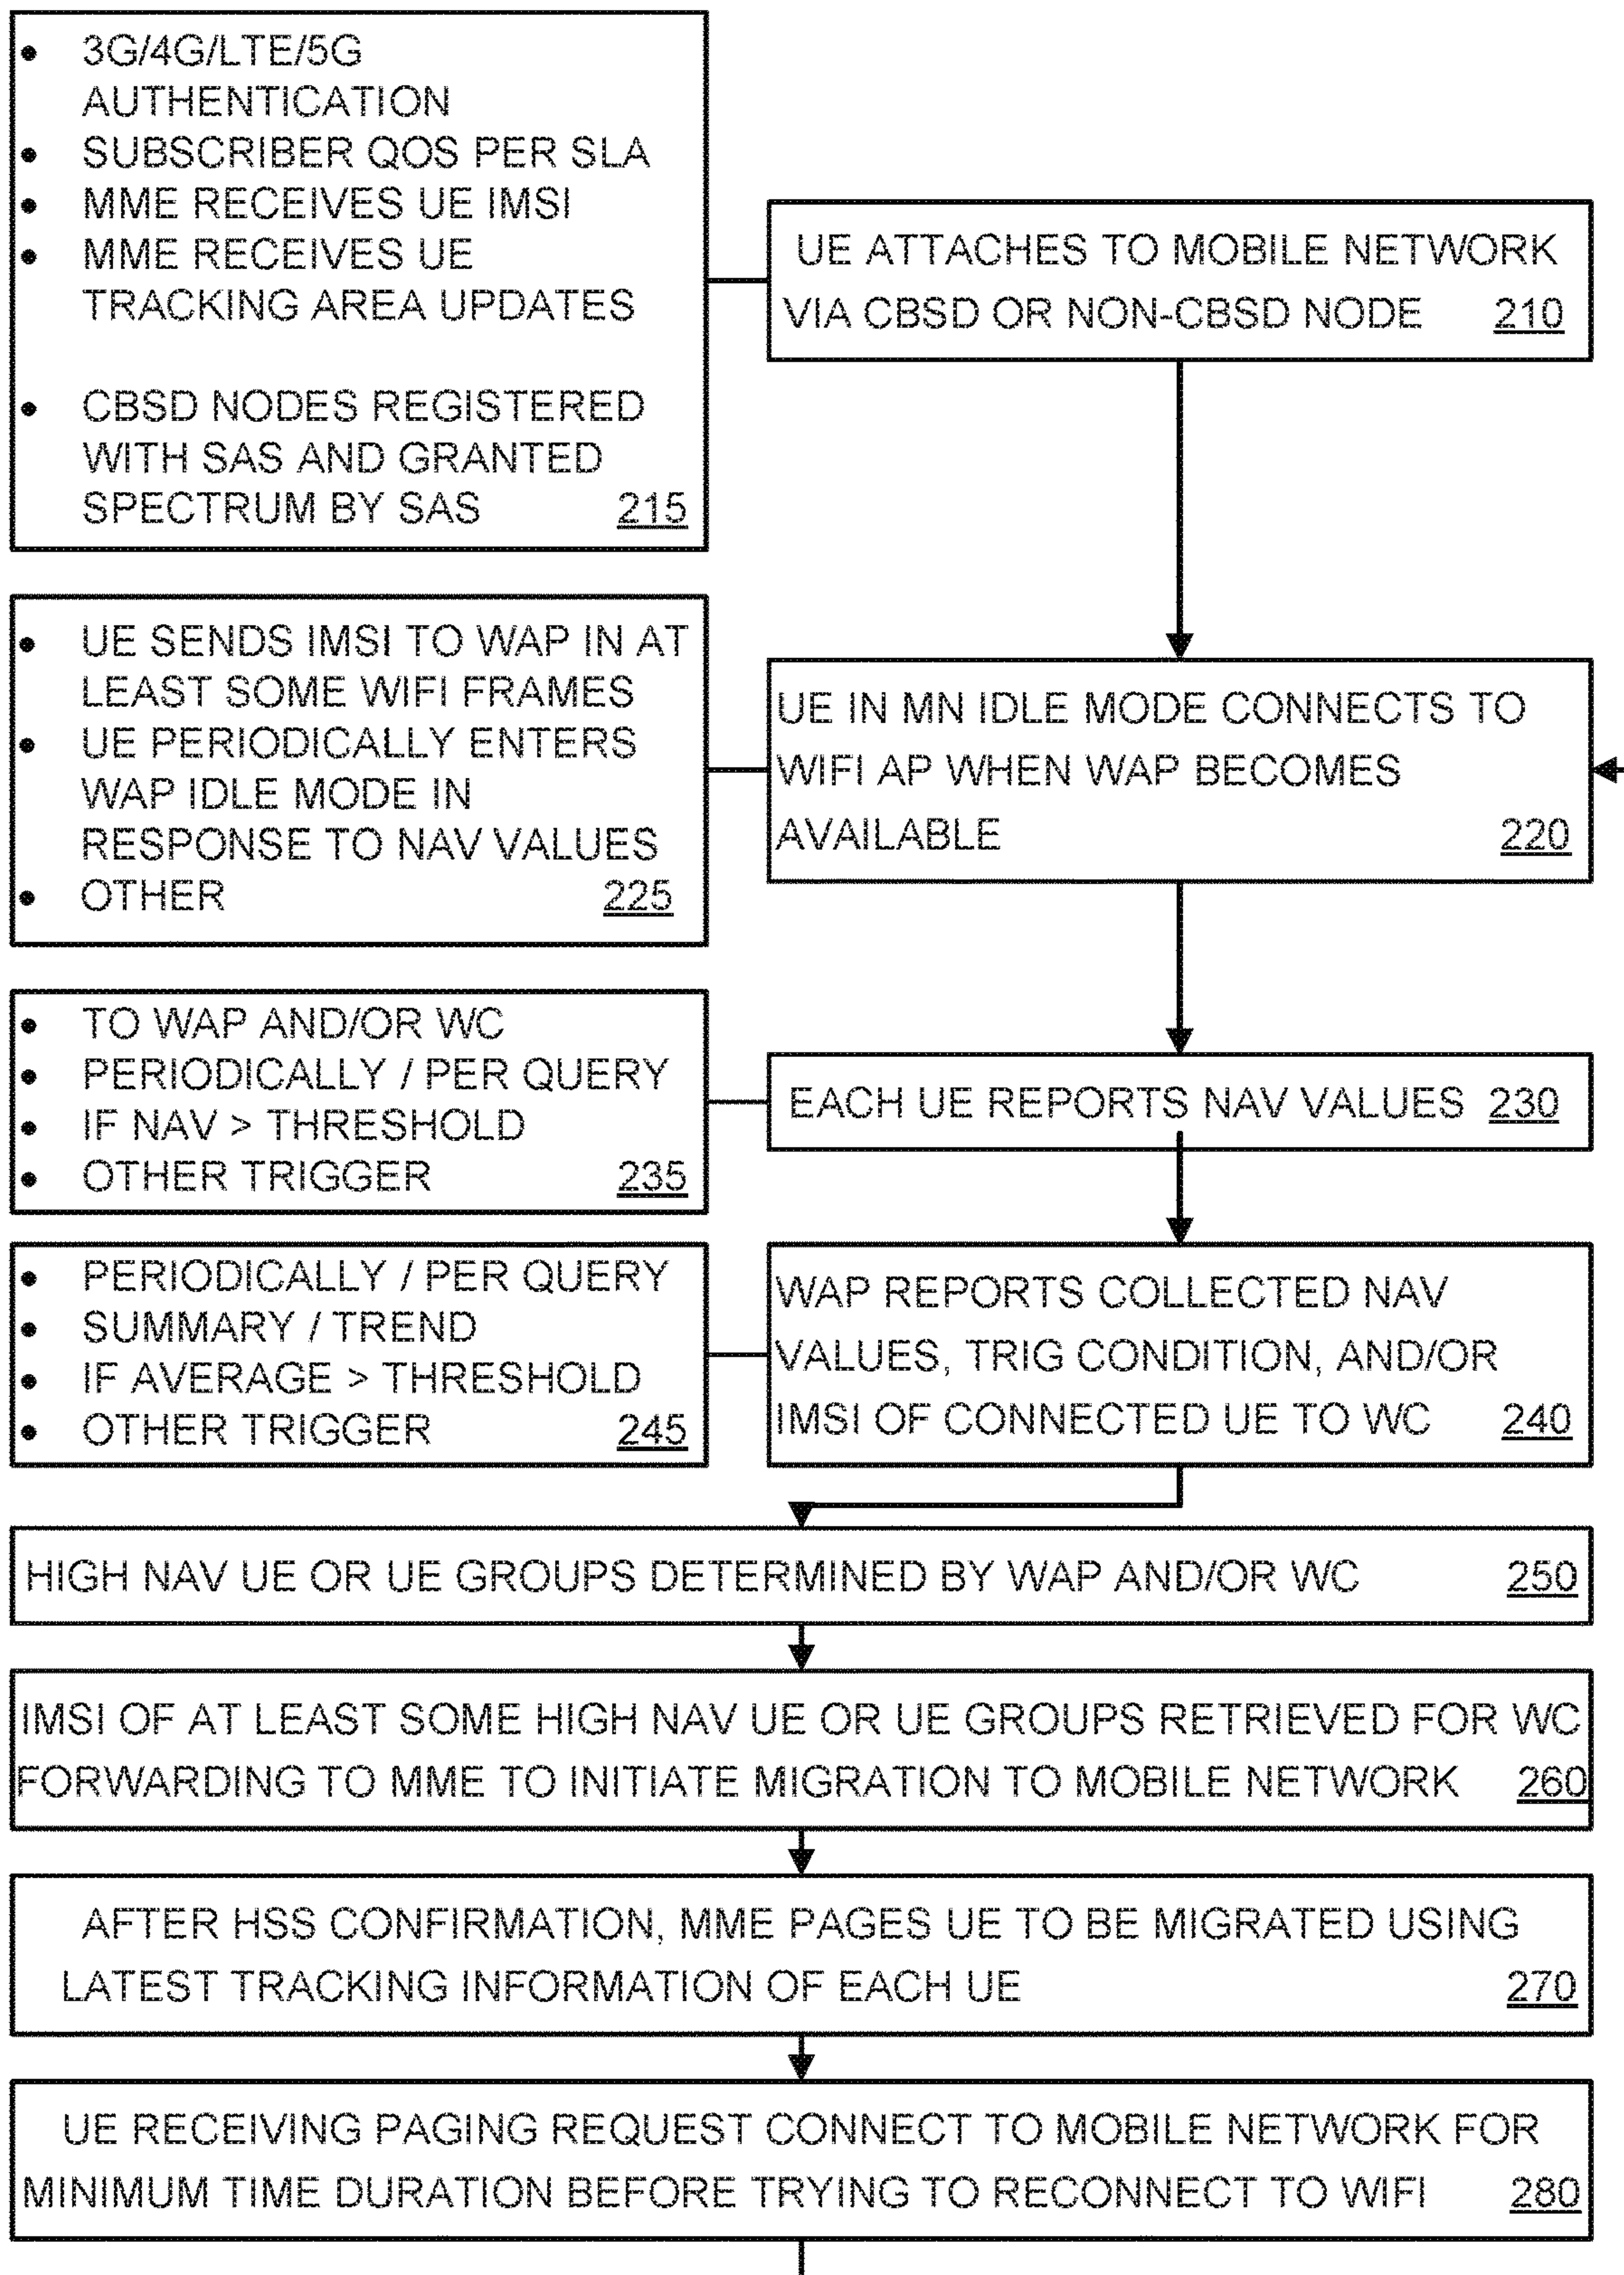 • 3G/4G/LTE/5G
AUTHENTICATION
• SUBSCRIBER QOS PER SLA
• MME RECEIVES UE IMSI
• MME RECEIVES UE
TRACKING AREA UPDATES
• CBSD NODES REGISTERED
WITH SAS AND GRANTED
SPECTRUM BY SAS 215
UE ATTACHES TO MOBILE NETWORK
VIA CBSD OR NON-CBSD NODE 210
• UE SENDS IMSI TO WAP IN AT
LEAST SOME WIFI FRAMES
• UE PERIODICALLY ENTERS
WAP IDLE MODE IN
RESPONSE TO NAV VALUES
• OTHER 225
UE IN MN IDLE MODE CONNECTS TO
WIFI AP WHEN WAP BECOMES
AVAILABLE 220
• TO WAP AND/OR WC
• PERIODICALLY / PER QUERY
• IF NAV > THRESHOLD
• OTHER TRIGGER 235
EACH UE REPORTS NAV VALUES 230
• PERIODICALLY / PER QUERY
• SUMMARY / TREND
• IF AVERAGE > THRESHOLD
• OTHER TRIGGER 245
WAP REPORTS COLLECTED NAV
VALUES, TRIG CONDITION, AND/OR
IMSI OF CONNECTED UE TO WC 240
HIGH NAV UE OR UE GROUPS DETERMINED BY WAP AND/OR WC 250
IMSI OF AT LEAST SOME HIGH NAV UE OR UE GROUPS RETRIEVED FOR WC
FORWARDING TO MME TO INITIATE MIGRATION TO MOBILE NETWORK 260
AFTER HSS CONFIRMATION, MME PAGES UE TO BE MIGRATED USING
LATEST TRACKING INFORMATION OF EACH UE 270
UE RECEIVING PAGING REQUEST CONNECT TO MOBILE NETWORK FOR
MINIMUM TIME DURATION BEFORE TRYING TO RECONNECT TO WIFI 280